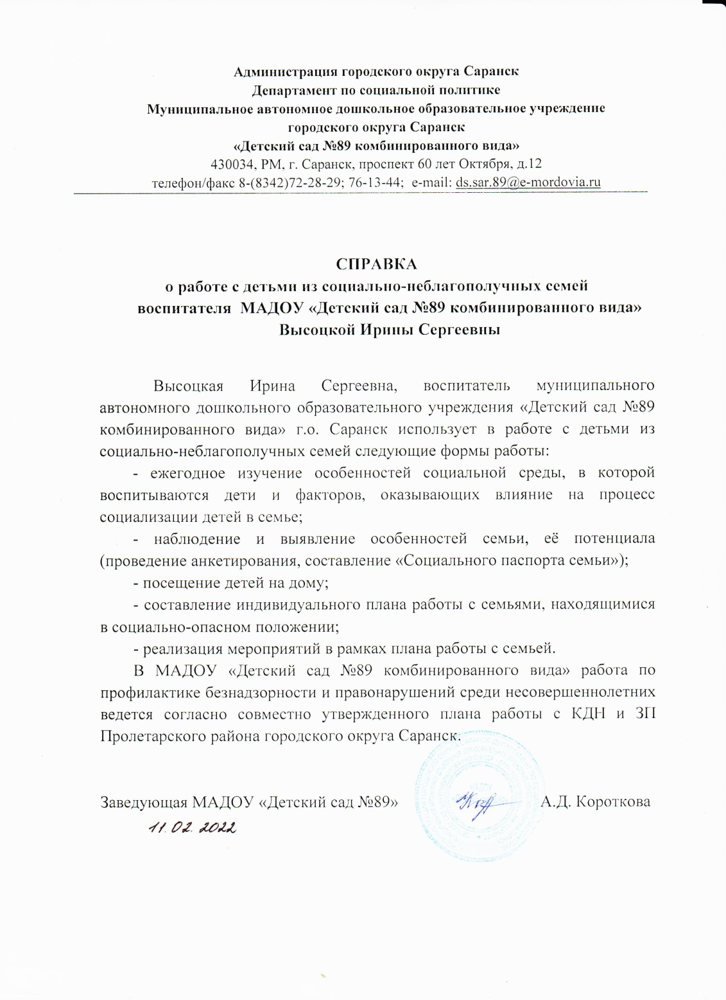 Администрация городского округа Саранск
Департамент по социальной политике
Муниципальное автономное дошкольное образовательное учреждение
городского округа Саранск
«Детский сад №89 комбинированного вида»
430034, РМ, г. Саранск, проспект 60 лет Октября, д.12
телефон/факс 8-(8342)72-28-29; 76-13-44; e-mail: ds.sar.89@e-mordovia.ru
СПРАВКА
о работе с детьми из социально-неблагополучных семей
воспитателя МАДОУ «Детский сад №89 комбинированного вида»
Высоцкой Ирины Сергеевны
Высоцкая Ирина Сергеевна, воспитатель муниципального
автономного дошкольного образовательного учреждения «Детский сад №89
комбинированного вида» г.о. Саранск использует в работе с детьми из
социально-неблагополучных семей следующие формы работы:
- ежегодное изучение особенностей социальной среды, в которой
воспитываются дети и факторов, оказывающих влияние на процесс
социализации детей в семье;
- наблюдение и выявление особенностей семьи, её потенциала
(проведение анкетирования, составление «Социального паспорта семьи»);
- посещение детей на дому;
- составление индивидуального плана работы с семьями, находящимися
в социально-опасном положении;
- реализация мероприятий в рамках плана работы с семьей.
В МАДОУ «Детский сад №89 комбинированного вида» работа по
профилактике безнадзорности и правонарушений среди несовершеннолетних
ведется согласно совместно утвержденного плана работы с КДН и ЗП
Пролетарского района городского округа Саранск.
Заведующая МАДОУ «Детский сад №89» А.Д. Короткова
11.02.2022
МАДОУ